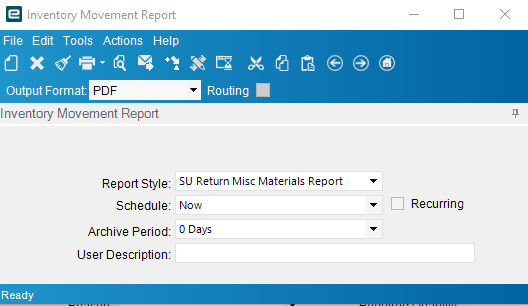 Inventory Movement Report
File Edit Tools Actions Help
Output Format: PDF Routing
Inventory Movement Report
Report Style: SU Return Misc Materials Report
Schedule: Now Recurring
Archive Period: 0 Days
User Description:
Ready